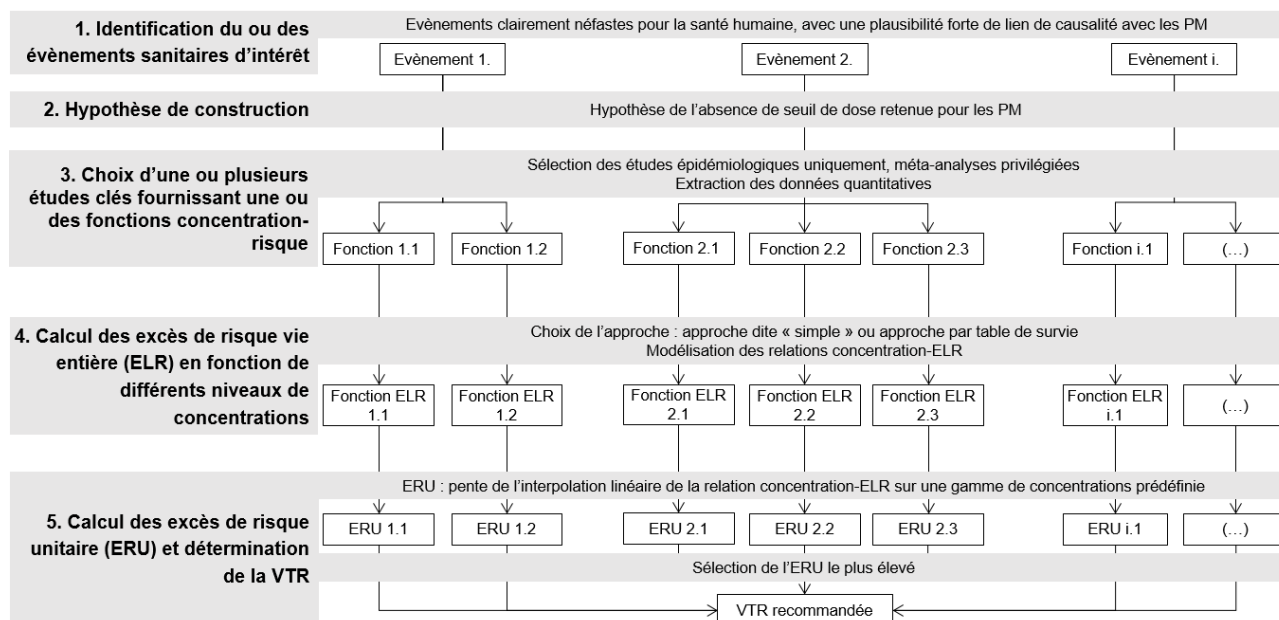 1. Identification du ou des
évènements sanitaires d’intérêt
Evènements clairement néfastes pour la santé humaine, avec une plausibilité forte de lien de causalité avec les PM
Evènement 1.
Evènement 2.
Evènement i.
2. Hypothèse de construction
Hypothèse de l’absence de seuil de dose retenue pour les PM
3. Choix d’une ou plusieurs
études clés fournissant une ou
des fonctions concentration-
risque
Sélection des études épidémiologiques uniquement, méta-analyses privilégiées
Extraction des données quantitatives
Fonction 1.1
Fonction 1.2
Fonction 2.1
Fonction 2.2
Fonction 2.3
Fonction i.1
(…)
4. Calcul des excès de risque vie
entière (ELR) en fonction de
différents niveaux de
concentrations
Choix de l’approche : approche dite « simple » ou approche par table de survie
Modélisation des relations concentration-ELR
Fonction ELR
1.1
Fonction ELR
1.2
Fonction ELR
2.1
Fonction ELR
2.2
Fonction ELR
2.3
Fonction ELR
i.1
(…)
5. Calcul des excès de risque
unitaire (ERU) et détermination
de la VTR
ERU : pente de l’interpolation linéaire de la relation concentration-ELR sur une gamme de concentrations prédéfinie
ERU 1.1
ERU 1.2
ERU 2.1
ERU 2.2
ERU 2.3
ERU i.1
(…)
Sélection de l’ERU le plus élevé
VTR recommandée